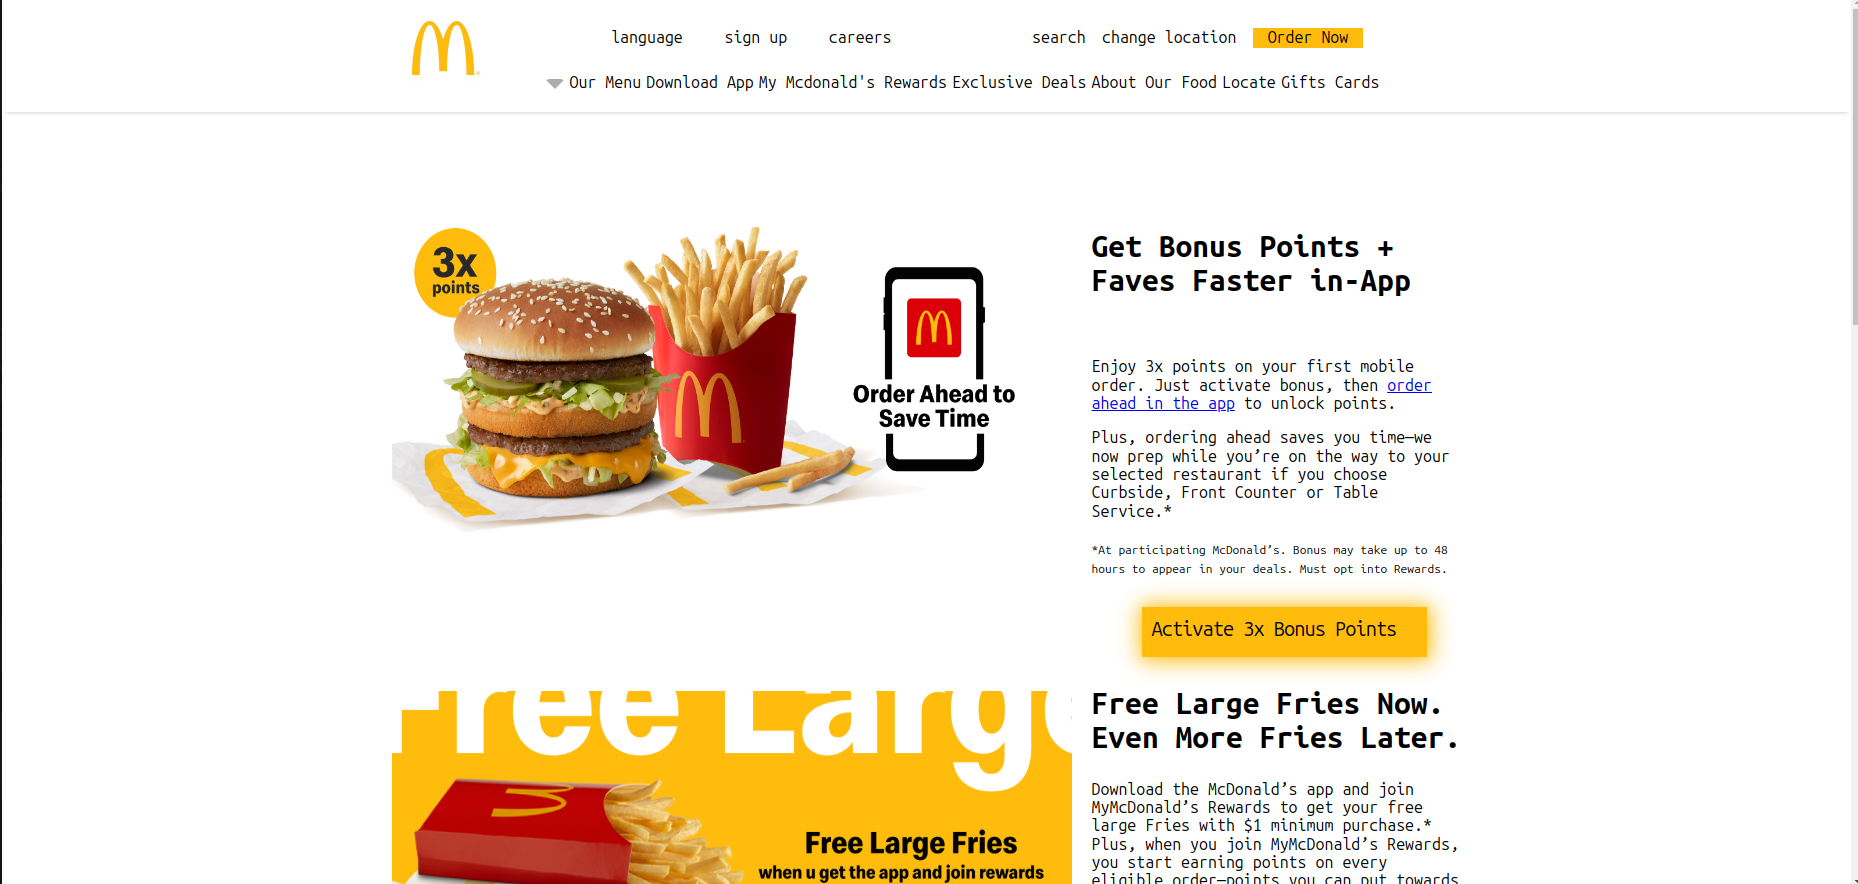 language sign up careers search change location Order Now
Our Menu Download App My Mcdonald's Rewards Exclusive Deals About Our Food Locate Gifts Cards
3x
points
Order Ahead to
Save Time
Get Bonus Points +
Faves Faster in-App
Enjoy 3x points on your first mobile
order. Just activate bonus, then order
ahead in the app to unlock points.
Plus, ordering ahead saves you time—we
now prep while you’re on the way to your
selected restaurant if you choose
Curbside, Front Counter or Table
Service.*
*At participating McDonald’s. Bonus may take up to 48
hours to appear in your deals. Must opt into Rewards.
Activate 3x Bonus Points
Free Large
Free Large Fries
when u get the app and join rewards
Free Large Fries Now.
Even More Fries Later.
Download the McDonald’s app and join
MyMcDonald’s Rewards to get your free
large Fries with $1 minimum purchase.*
Plus, when you join MyMcDonald’s Rewards,
you start earning points on every
eligible order—points you can put towards